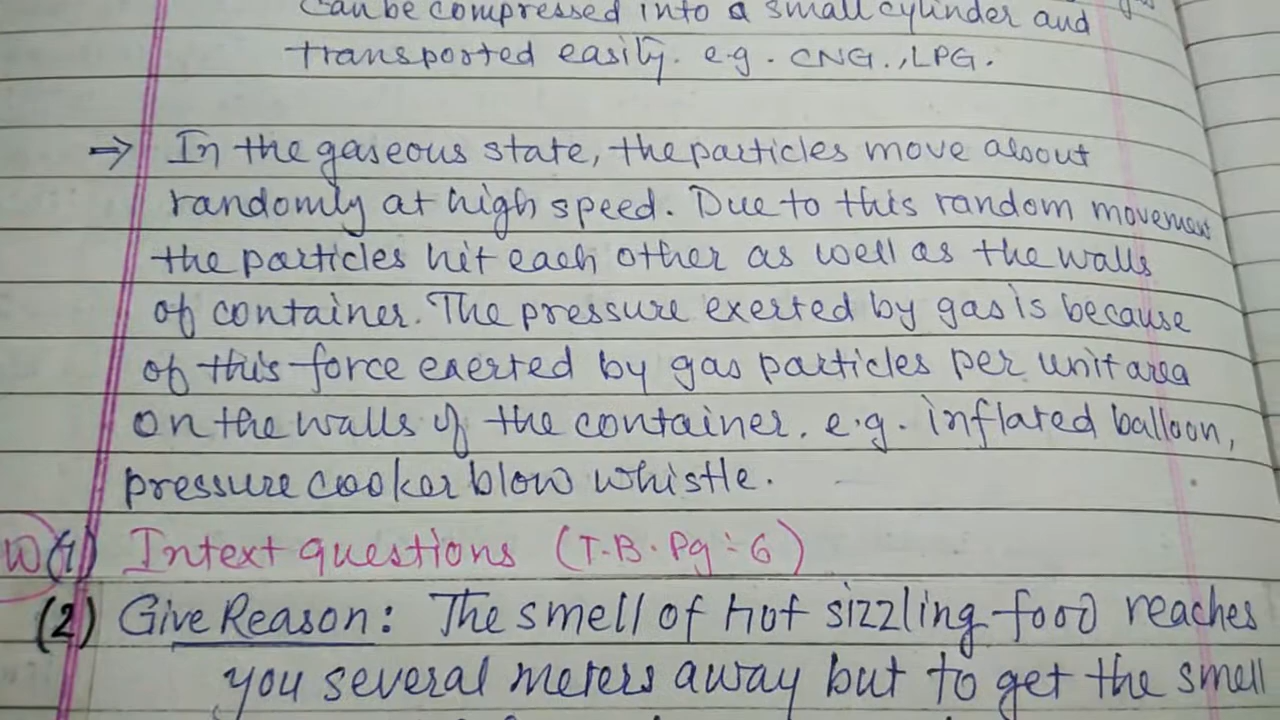 can be compressed into a small cylinder and
transported easily. e.g. CNG., LPG.
⇒ In the gaseous state, the particles move about
randomly at high speed. Due to this random movement
the particles hit each other as well as the walls
of container. The pressure exerted by gas is because
of this force exerted by gas particles per unit area
on the walls of the container. e.g. inflated balloon,
pressure cooker blow whistle.
(1) Intext questions (T.B. Pg:6)
(2) Give Reason: The smell of hot sizzling food reaches
you several meters away but to get the smell